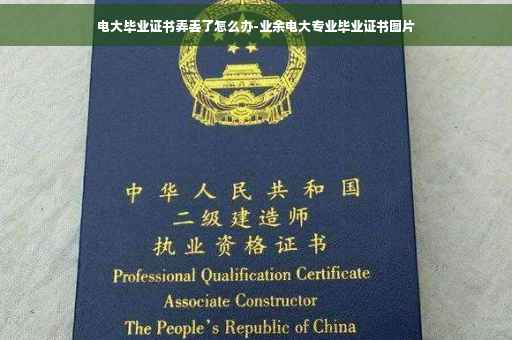 电大毕业证书弄丢了怎么办-业余电大专业毕业证书图片
中华人民共和国
二级建造师
执业资格证书
Professional Qualification Certificate
Associate Constructor
The People's Republic of China